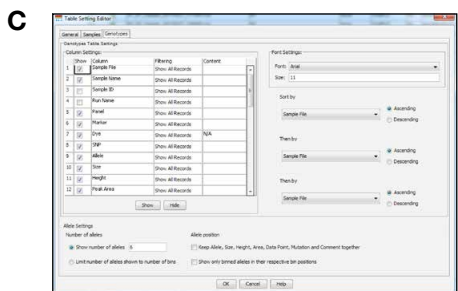 C
Table Setting Editor
General Samples Genotypes
Genotypes Table Settings
Column Settings:
Show Column Filtering Content
1 Sample File Show All Records
2 Sample Name Show All Records
3 Sample ID Show All Records
4 Run Name Show All Records
5 Panel Show All Records
6 Marker Show All Records
7 Dye Show All Records N/A
8 SNP Show All Records
9 Allele Show All Records
10 Size Show All Records
11 Height Show All Records
12 Peak Area Show All Records
Show Hide
Font Settings:
Font: Arial
Size: 11
Sort by
Sample File Ascending
Descending
Then by
Sample File Ascending
Descending
Then by
Sample File Ascending
Descending
Allele Settings
Number of alleles Allele position
Show number of alleles 6 Keep Allele, Size, Height, Area, Data Point, Mutation and Comment together
Limit number of alleles shown to number of bins Show only binned alleles in their respective bin positions
OK Cancel Help